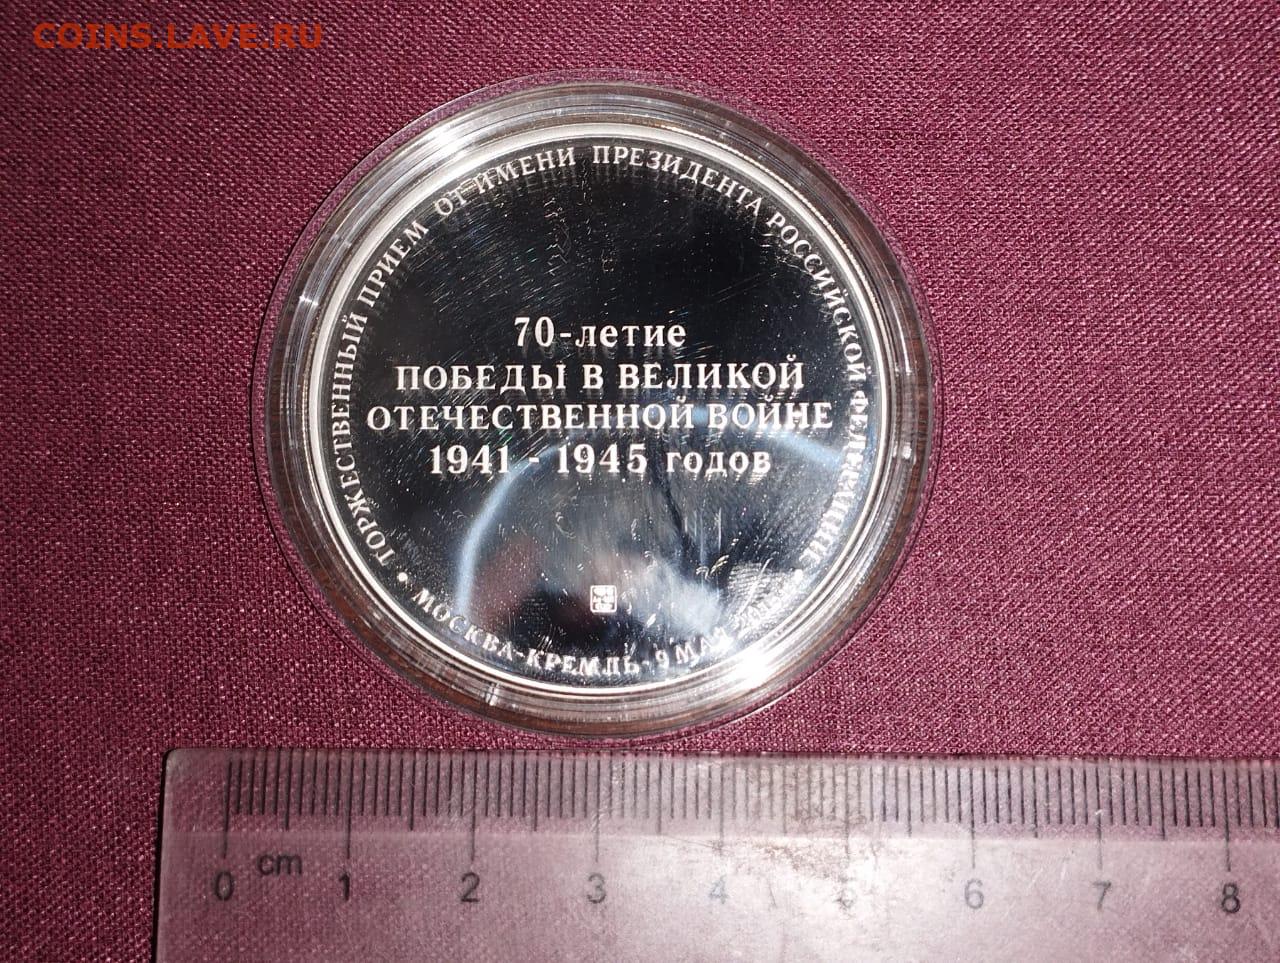 COINS.LAVE.RU
ТОРЖЕСТВЕННЫЙ ПРИЕМ ОТ ИМЕНИ ПРЕЗИДЕНТА РОССИЙСКОЙ ФЕДЕРАЦИИ
70-летие
ПОБЕДЫ В ВЕЛИКОЙ
ОТЕЧЕСТВЕННОЙ ВОЙНЕ
1941 - 1945 годов
• МОСКВА-КРЕМЛЬ-9 МАЯ
0 cm 1 2 3 4 5 6 7 8